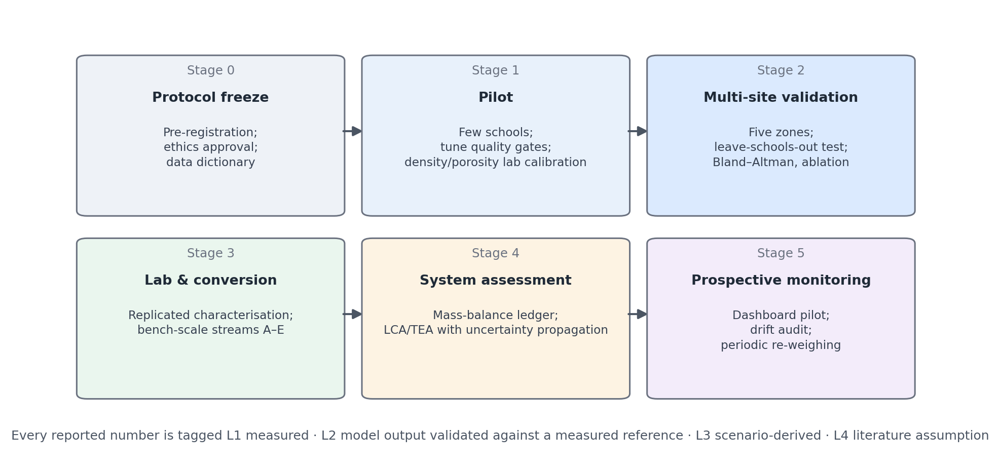 Stage 0
Protocol freeze
Pre-registration;
ethics approval;
data dictionary
Stage 1
Pilot
Few schools;
tune quality gates;
density/porosity lab calibration
Stage 2
Multi-site validation
Five zones;
leave-schools-out test;
Bland–Altman, ablation
Stage 3
Lab & conversion
Replicated characterisation;
bench-scale streams A–E
Stage 4
System assessment
Mass-balance ledger;
LCA/TEA with uncertainty propagation
Stage 5
Prospective monitoring
Dashboard pilot;
drift audit;
periodic re-weighing
Every reported number is tagged L1 measured · L2 model output validated against a measured reference · L3 scenario-derived · L4 literature assumption